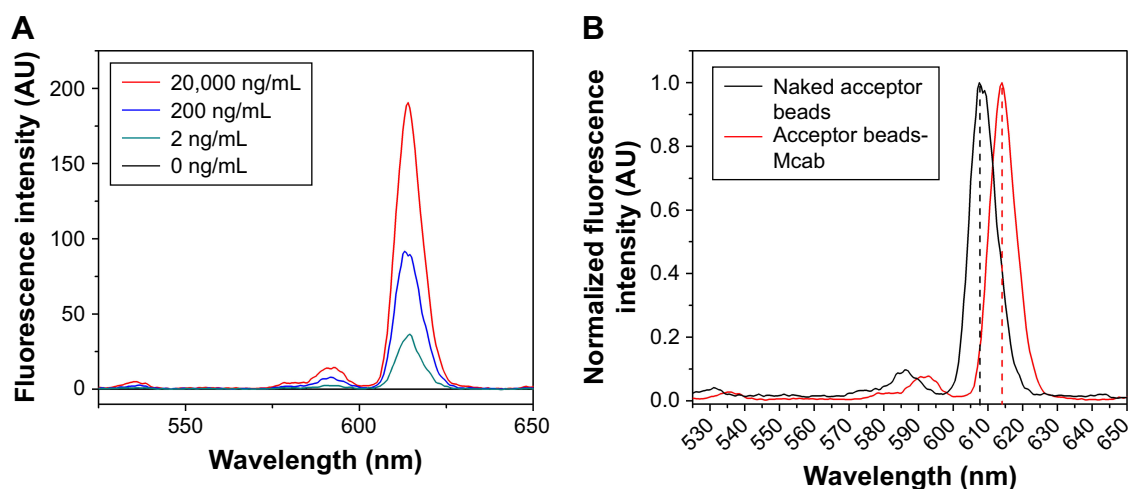 A
Fluorescence intensity (AU)
200
150
100
50
0
20,000 ng/mL
200 ng/mL
2 ng/mL
0 ng/mL
550
600
650
Wavelength (nm)
B
Normalized fluorescence
intensity (AU)
1.0
0.8
0.6
0.4
0.2
0.0
Naked acceptor
beads
Acceptor beads-
Mcab
530
540
550
560
570
580
590
600
610
620
630
640
650
Wavelength (nm)